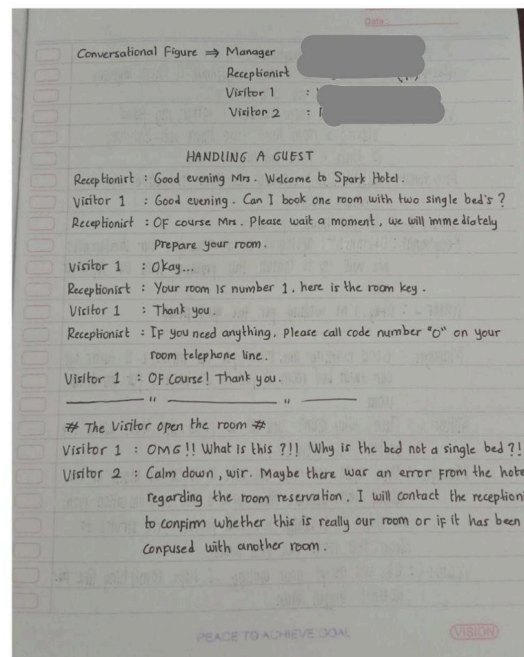 Date :
Conversational Figure ⇒ Manager
Receptionist
Visitor 1 :
Visitor 2 :
HANDLING A GUEST
Receptionist : Good evening Mrs. Welcome to Spark Hotel.
Visitor 1 : Good evening. Can I book one room with two single bed's ?
Receptionist : Of course Mrs. Please wait a moment, we will immediately
Prepare your room.
Visitor 1 : Okay...
Receptionist : Your room is number 1, here is the room key.
Visitor 1 : Thank you.
Receptionist : If you need anything, Please call code number "0" on your
room telephone line.
Visitor 1 : Of Course! Thank you.
# The Visitor open the room #
Visitor 1 : OMG !! What is this ?!! Why is the bed not a single bed ?!
Visitor 2 : Calm down, wir. Maybe there was an error from the hote
regarding the room reservation. I will contact the reception
to confirm whether this is really our room or if it has been
confused with another room.
PEACE TO ACHIEVE GOAL
VISION